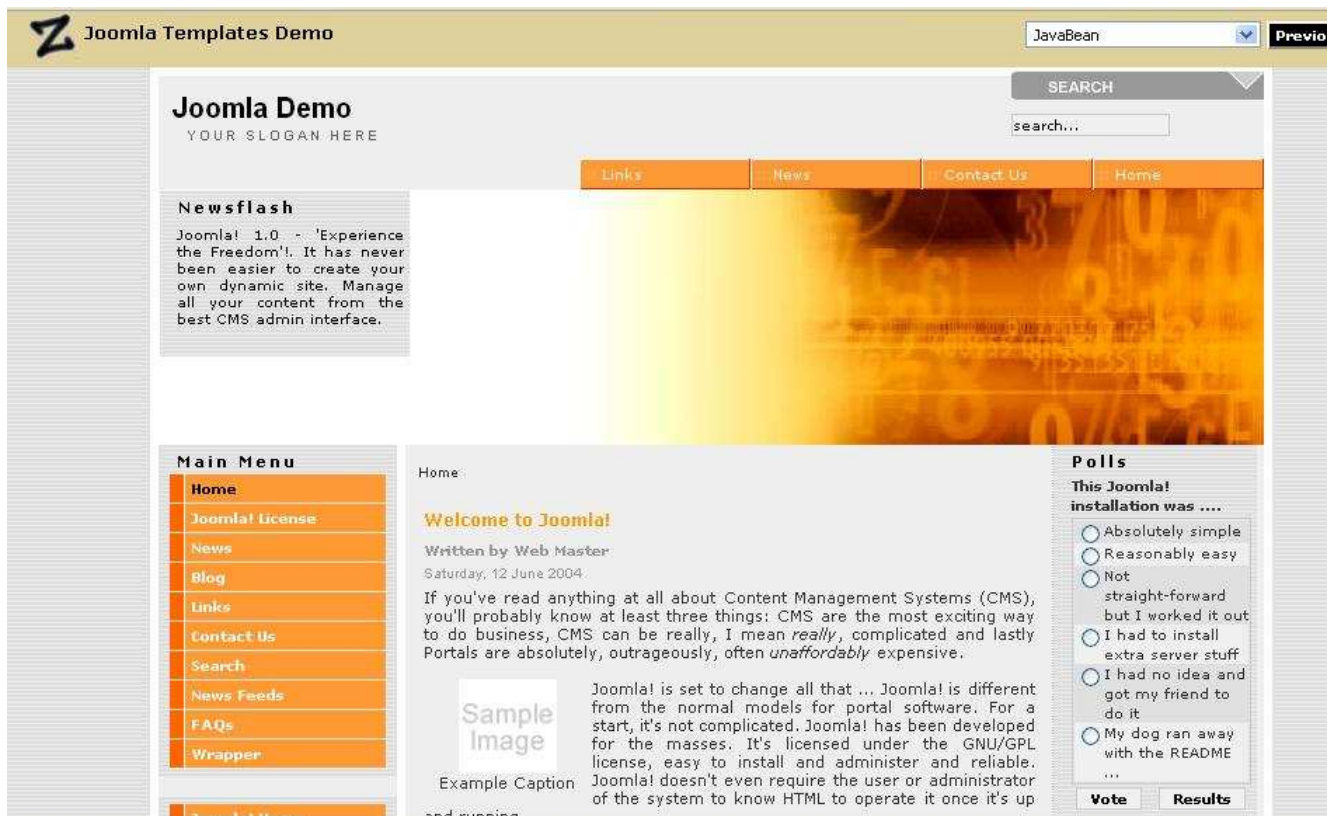 Joomla Templates Demo
JavaBean
Previo
Joomla Demo
YOUR SLOGAN HERE
SEARCH
search...
:: Links
:: News
:: Contact Us
:: Home
Newsflash
Joomla! 1.0 - 'Experience
the Freedom'!. It has never
been easier to create your
own dynamic site. Manage
all your content from the
best CMS admin interface.
Main Menu
Home
Joomla! License
News
Blog
Links
Contact Us
Search
News Feeds
FAQs
Wrapper
Home
Welcome to Joomla!
Written by Web Master
Saturday, 12 June 2004
If you've read anything at all about Content Management Systems (CMS),
you'll probably know at least three things: CMS are the most exciting way
to do business, CMS can be really, I mean really, complicated and lastly
Portals are absolutely, outrageously, often unaffordably expensive.
Sample
Image
Example Caption
Joomla! is set to change all that ... Joomla! is different
from the normal models for portal software. For a
start, it's not complicated. Joomla! has been developed
for the masses. It's licensed under the GNU/GPL
license, easy to install and administer and reliable.
Joomla! doesn't even require the user or administrator
of the system to know HTML to operate it once it's up
and running.
Polls
This Joomla!
installation was ....
Absolutely simple
Reasonably easy
Not
straight-forward
but I worked it out
I had to install
extra server stuff
I had no idea and
got my friend to
do it
My dog ran away
with the README
...
Vote
Results